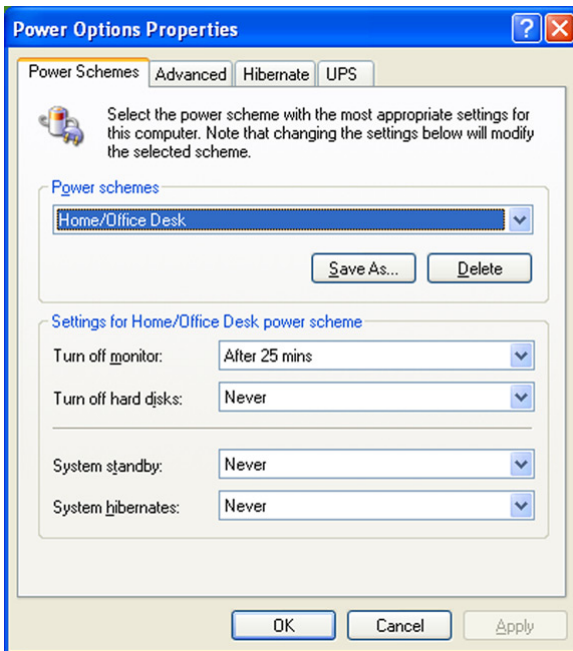 Power Options Properties
Power Schemes Advanced Hibernate UPS
Select the power scheme with the most appropriate settings for
this computer. Note that changing the settings below will modify
the selected scheme.
Power schemes
Home/Office Desk
Save As... Delete
Settings for Home/Office Desk power scheme
Turn off monitor: After 25 mins
Turn off hard disks: Never
System standby: Never
System hibernates: Never
OK Cancel Apply